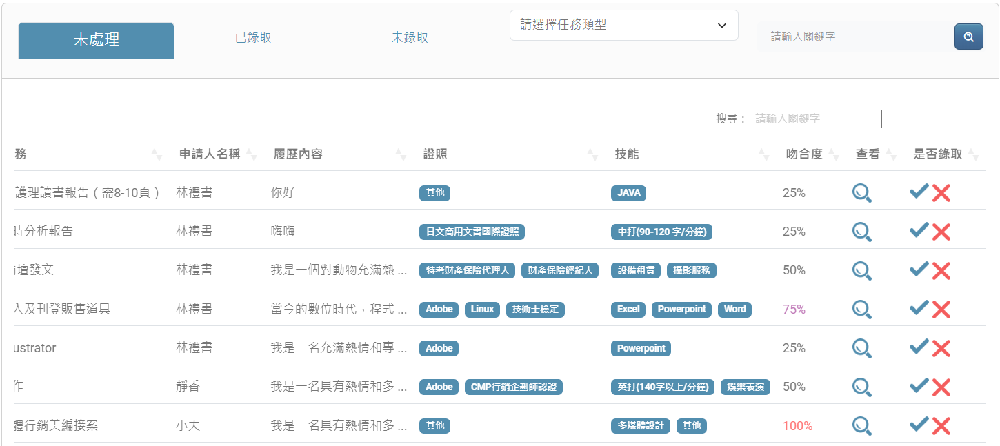 未處理 已錄取 未錄取 請選擇任務類型 請輸入關鍵字
搜尋： 請輸入關鍵字
務 申請人名稱 履歷內容 證照 技能 吻合度 查看 是否錄取
護理讀書報告（需8-10頁） 林禮書 你好 其他 JAVA 25%
時分析報告 林禮書 嗨嗨 日文商用文書國際證照 中打(90-120 字/分鐘) 25%
壇發文 林禮書 我是一個對動物充滿熱 ... 特考財產保險代理人 財產保險經紀人 設備租賃 攝影服務 50%
入及刊登販售道具 林禮書 當今的數位時代，程式 ... Adobe Linux 技術士檢定 Excel Powerpoint Word 75%
ustrator 林禮書 我是一名充滿熱情和專 ... Adobe Powerpoint 25%
作 靜香 我是一名具有熱情和多 ... Adobe CMP行銷企劃師認證 英打(140字以上/分鐘) 娛樂表演 50%
體行銷美編接案 小夫 我是一名具有熱情和多 ... 其他 多媒體設計 其他 100%